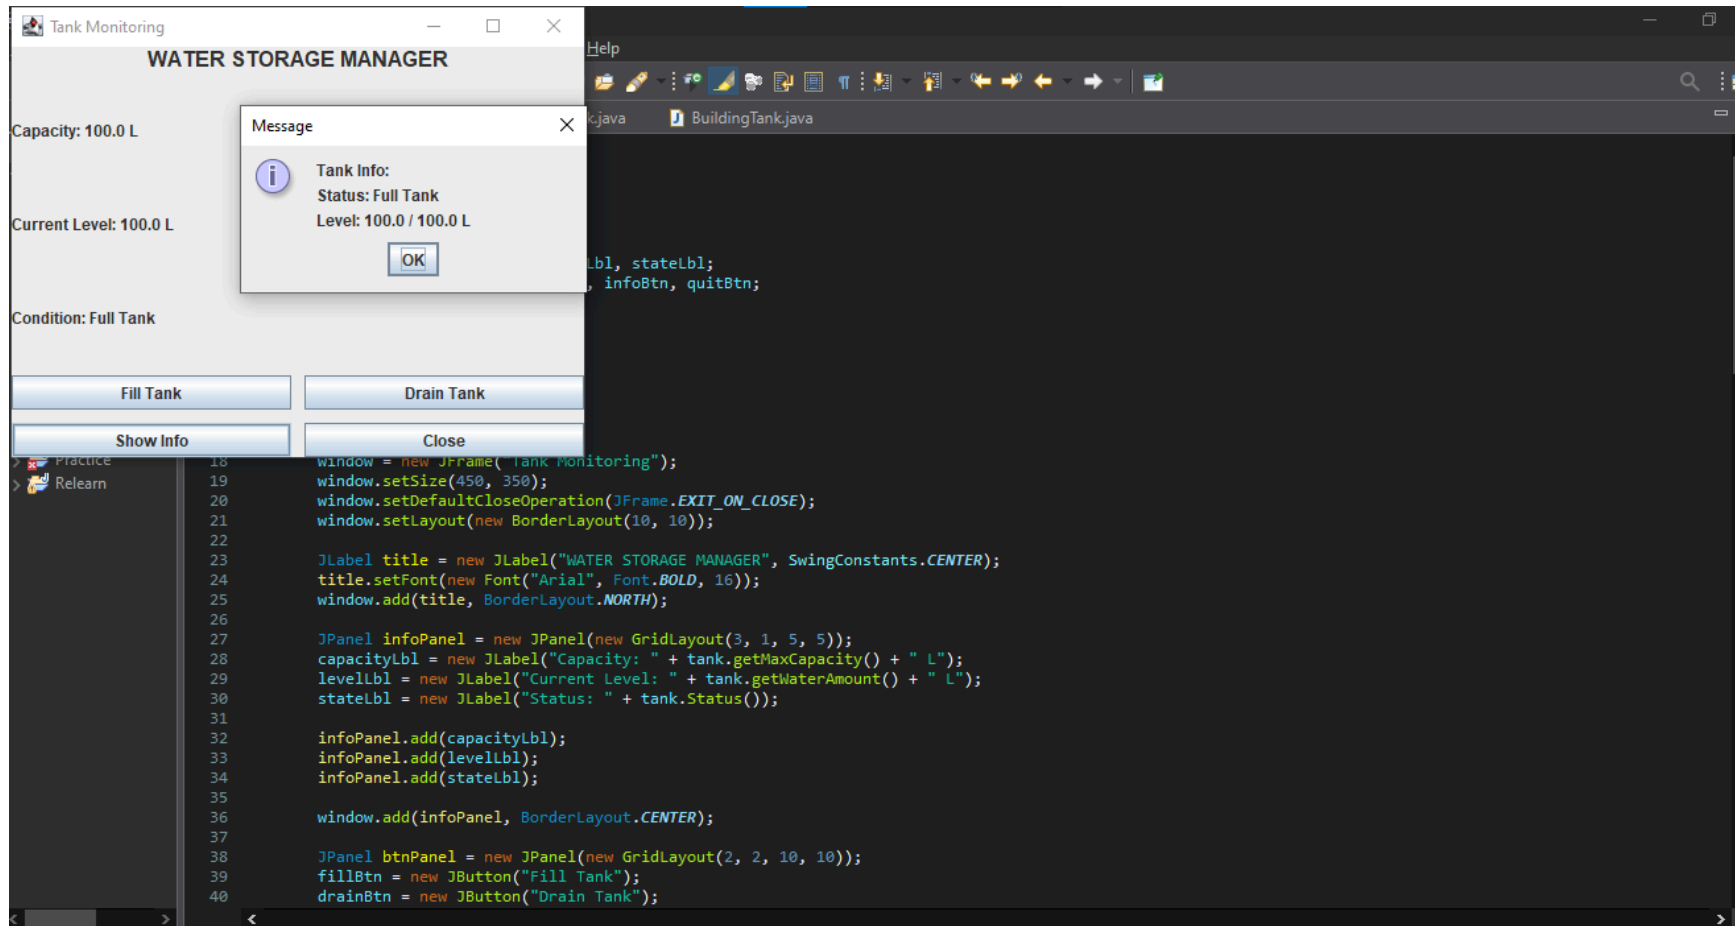 Tank Monitoring
WATER STORAGE MANAGER
Capacity: 100.0 L
Current Level: 100.0 L
Condition: Full Tank
Message
Tank Info:
Status: Full Tank
Level: 100.0 / 100.0 L
OK
Fill Tank
Drain Tank
Show Info
Close
Help
k.java
BuildingTank.java
Practice
Relearn
Lbl, stateLbl;
, infoBtn, quitBtn;
18 window = new JFrame("Tank Monitoring");
19 window.setSize(450, 350);
20 window.setDefaultCloseOperation(JFrame.EXIT_ON_CLOSE);
21 window.setLayout(new BorderLayout(10, 10));
22
23 JLabel title = new JLabel("WATER STORAGE MANAGER", SwingConstants.CENTER);
24 title.setFont(new Font("Arial", Font.BOLD, 16));
25 window.add(title, BorderLayout.NORTH);
26
27 JPanel infoPanel = new JPanel(new GridLayout(3, 1, 5, 5));
28 capacityLbl = new JLabel("Capacity: " + tank.getMaxCapacity() + " L");
29 levelLbl = new JLabel("Current Level: " + tank.getWaterAmount() + " L");
30 stateLbl = new JLabel("Status: " + tank.Status());
31
32 infoPanel.add(capacityLbl);
33 infoPanel.add(levelLbl);
34 infoPanel.add(stateLbl);
35
36 window.add(infoPanel, BorderLayout.CENTER);
37
38 JPanel btnPanel = new JPanel(new GridLayout(2, 2, 10, 10));
39 fillBtn = new JButton("Fill Tank");
40 drainBtn = new JButton("Drain Tank");